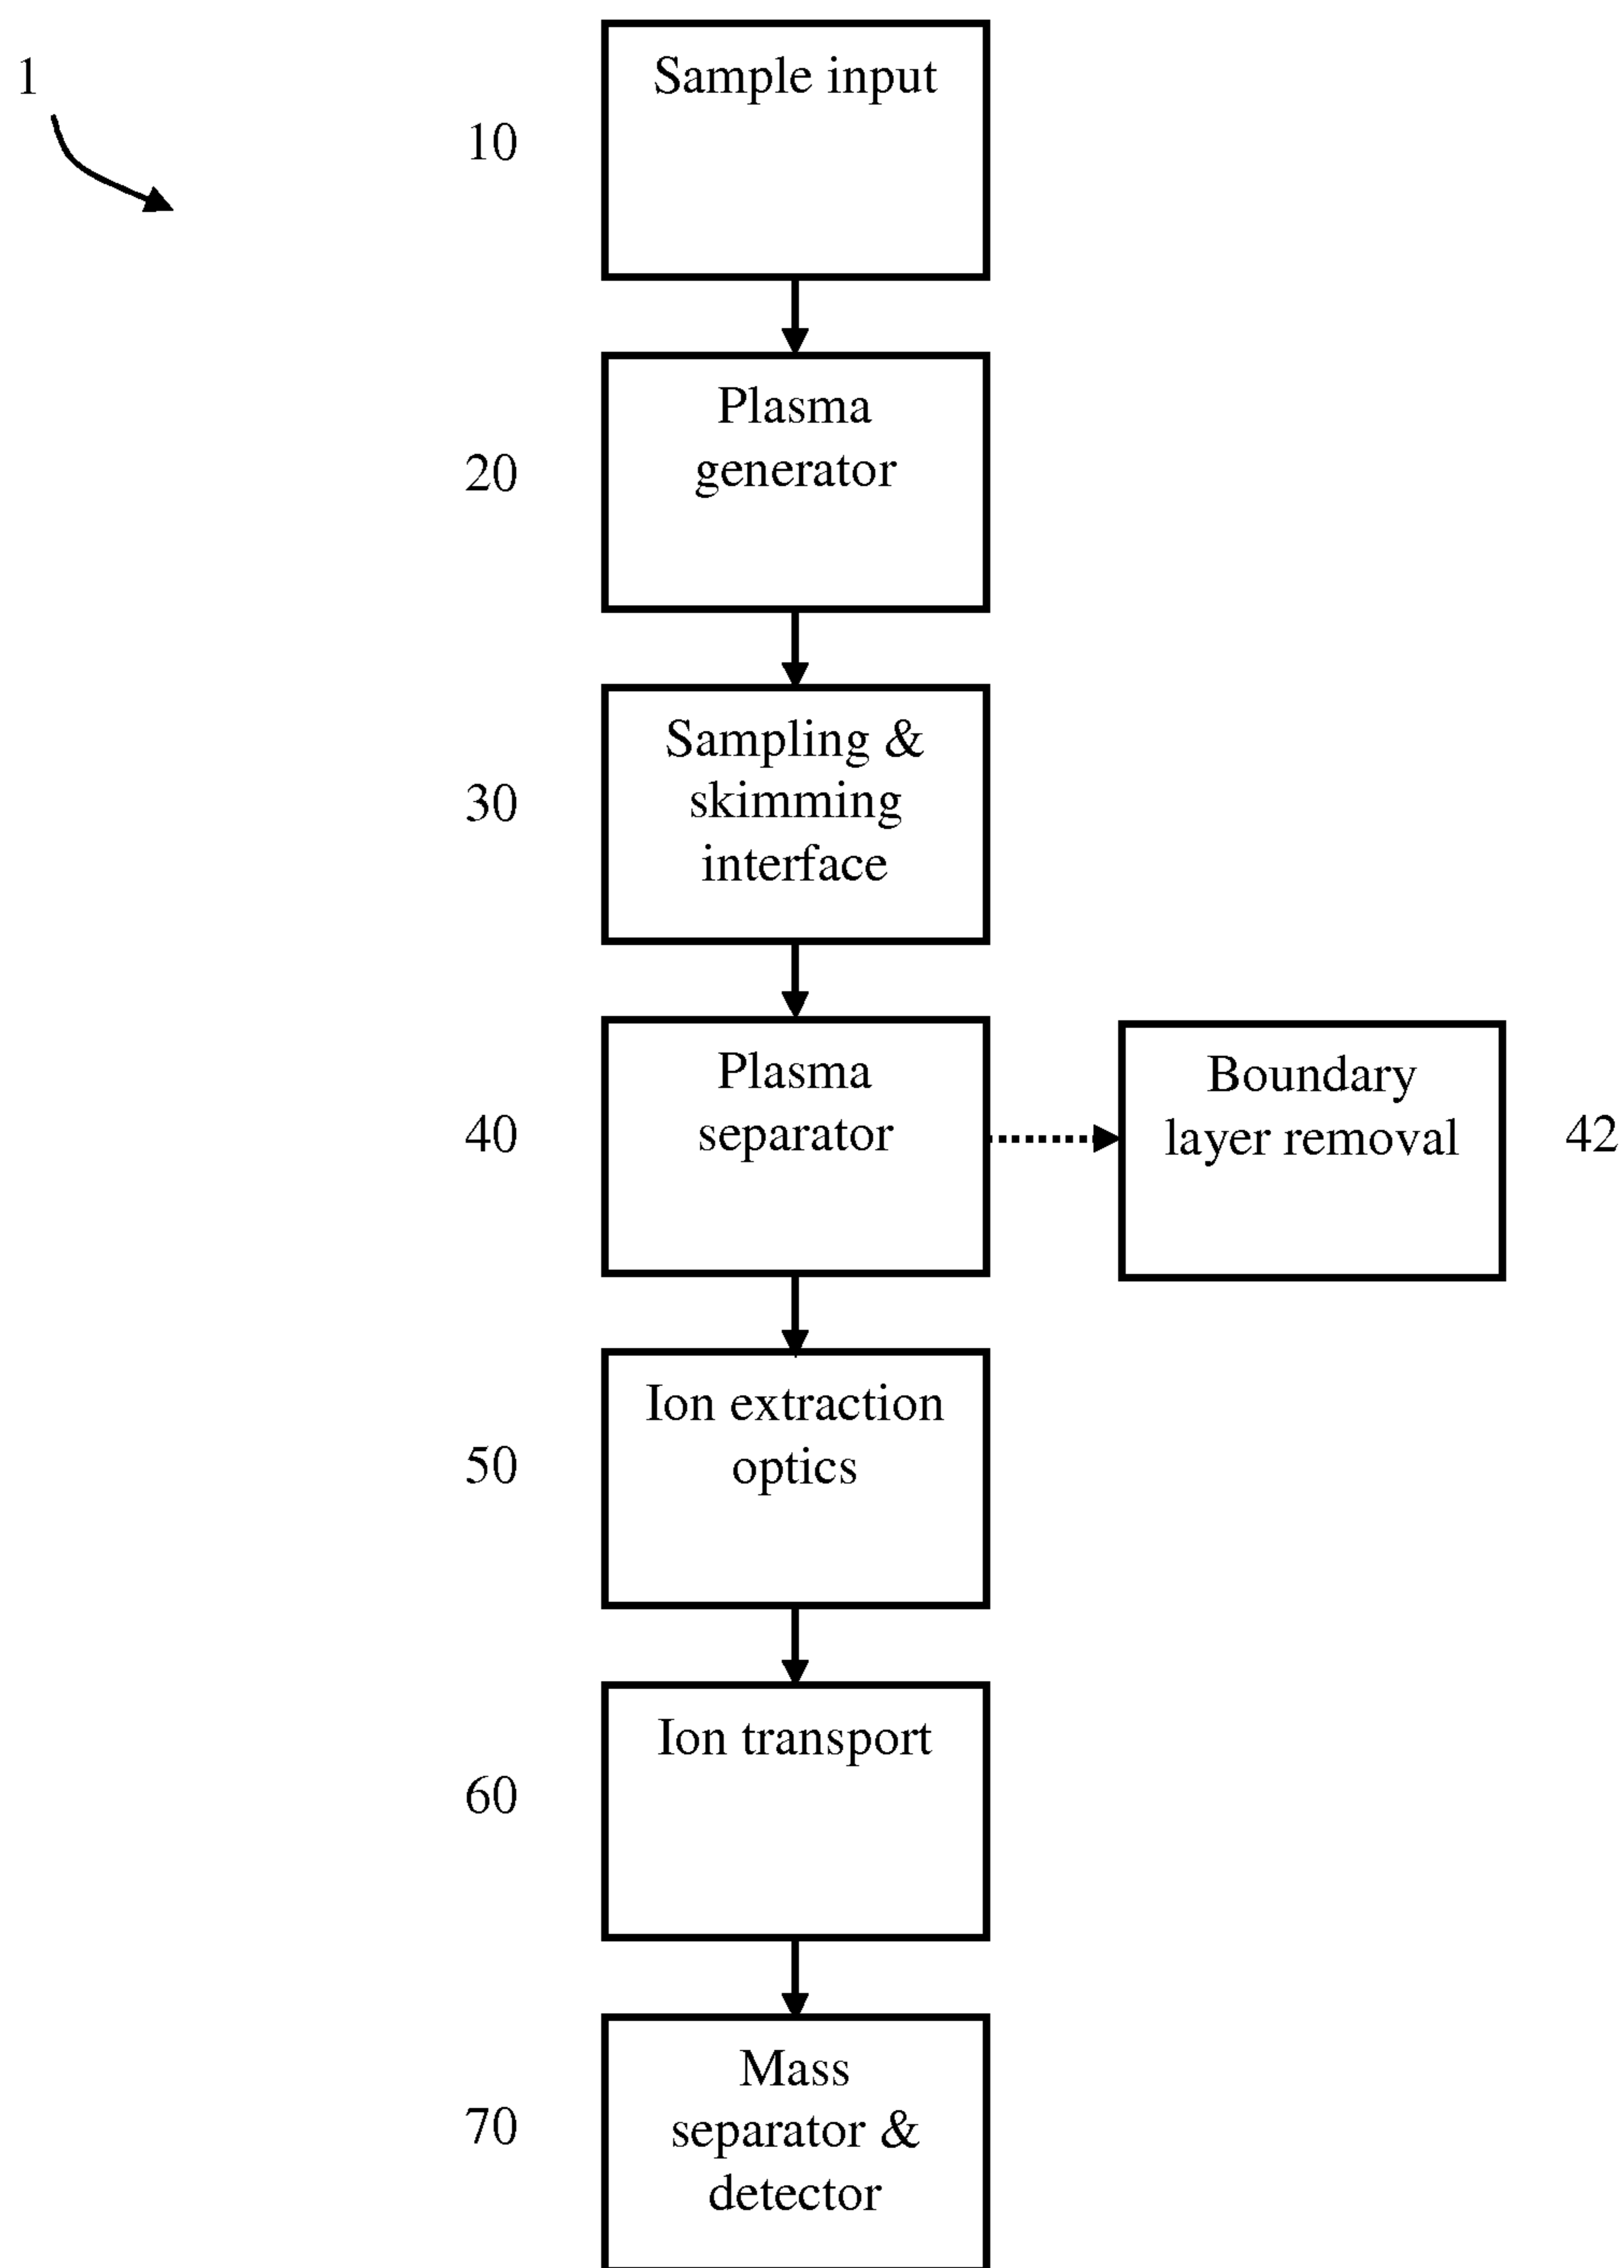 1
Sample input
10
Plasma
generator
20
Sampling &
skimming
interface
30
Plasma
separator
40
Boundary
layer removal
42
Ion extraction
optics
50
Ion transport
60
Mass
separator &
detector
70